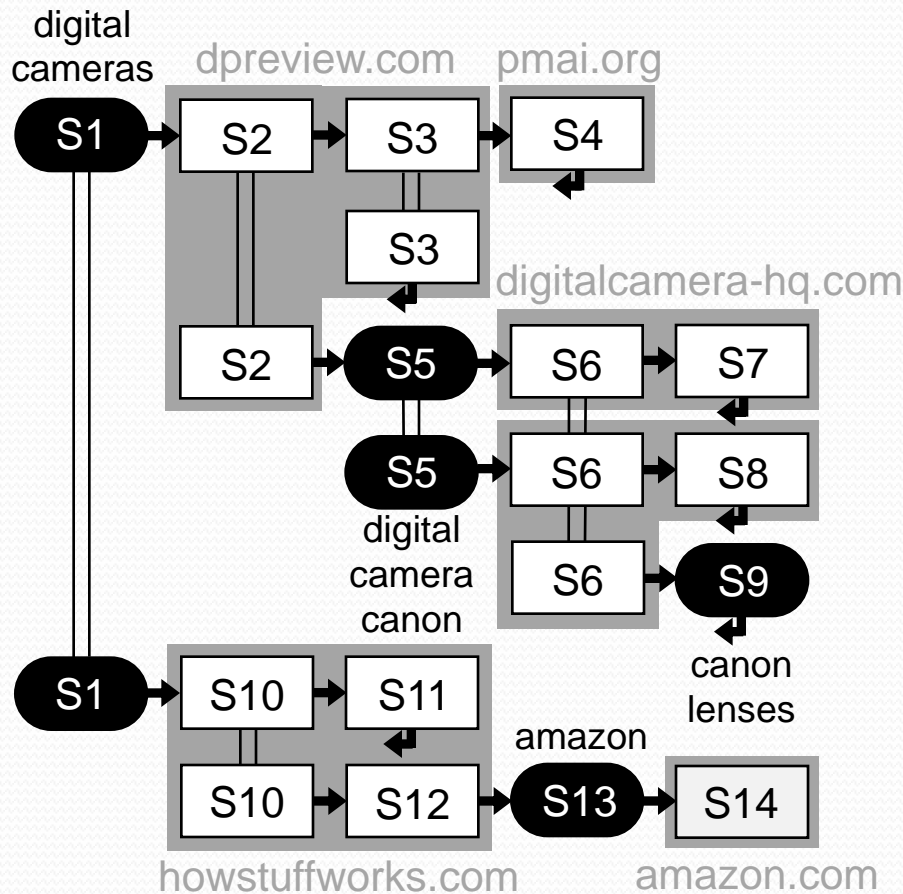 digital
cameras
dpreview.com
pmai.org
S1
S2
S3
S4
S3
digitalcamera-hq.com
S2
S5
S6
S7
S5
S6
S8
digital
camera
canon
S6
S9
canon
lenses
S1
S10
S11
amazon
S10
S12
S13
S14
howstuffworks.com
amazon.com